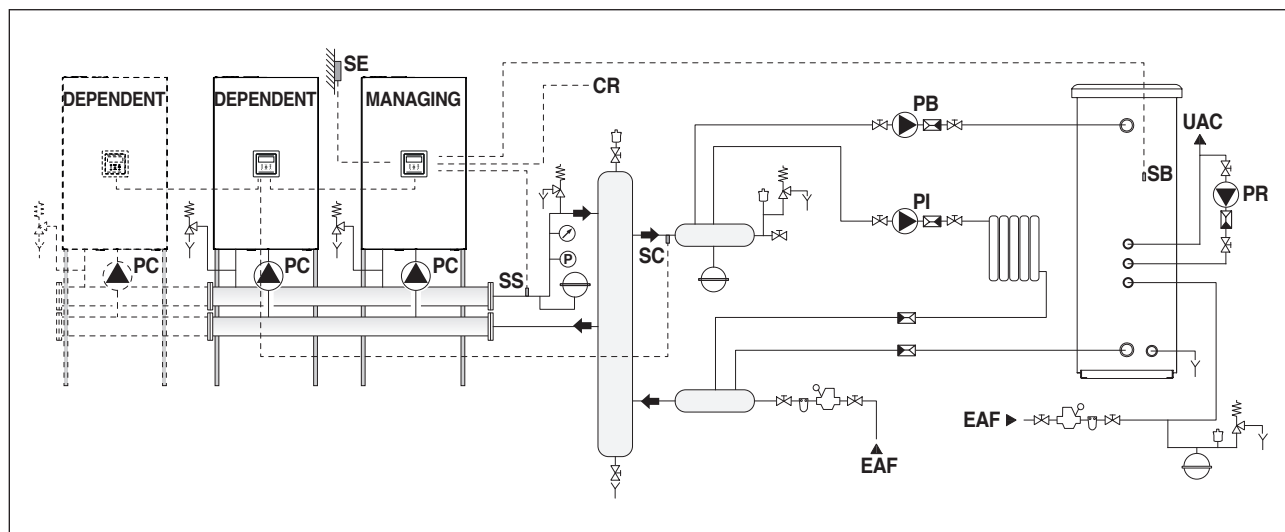 DEPENDENT
DEPENDENT
MANAGING
SE
CR
PB
UAC
SB
PR
PI
SC
PC
PC
PC
SS
P
EAF
EAF